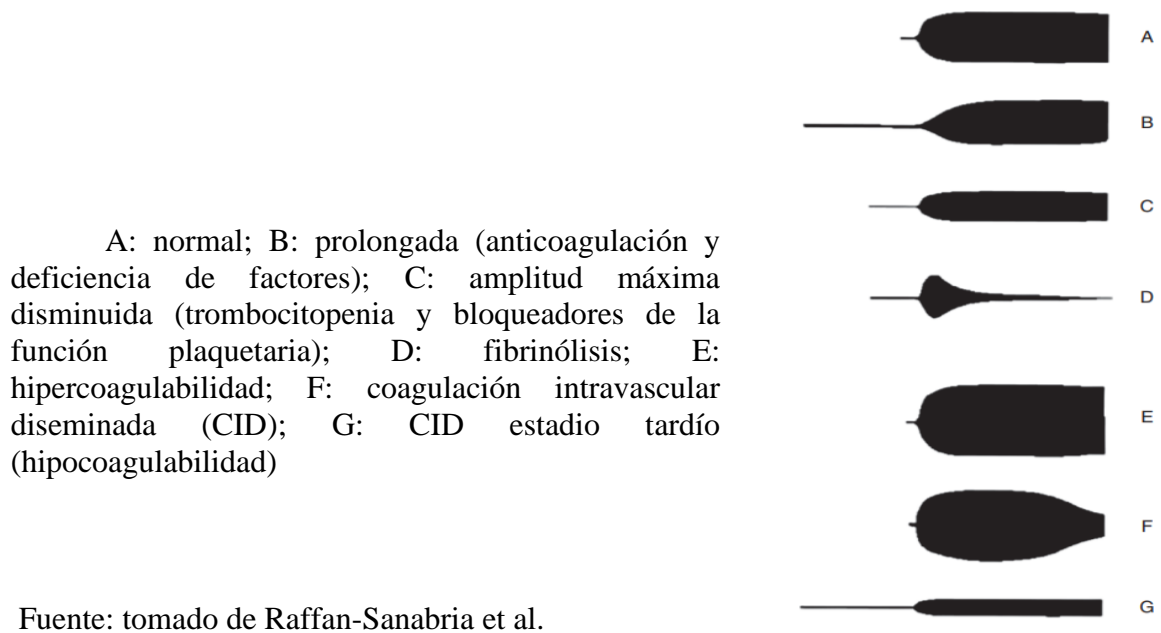 A: normal; B: prolongada (anticoagulación y
deficiencia de factores); C: amplitud máxima
disminuida (trombocitopenia y bloqueadores de la
función plaquetaria); D: fibrinólisis; E:
hipercoagulabilidad; F: coagulación intravascular
diseminada (CID); G: CID estadio tardío
(hipocoagulabilidad)
Fuente: tomado de Raffan-Sanabria et al.
A
B
C
D
E
F
G